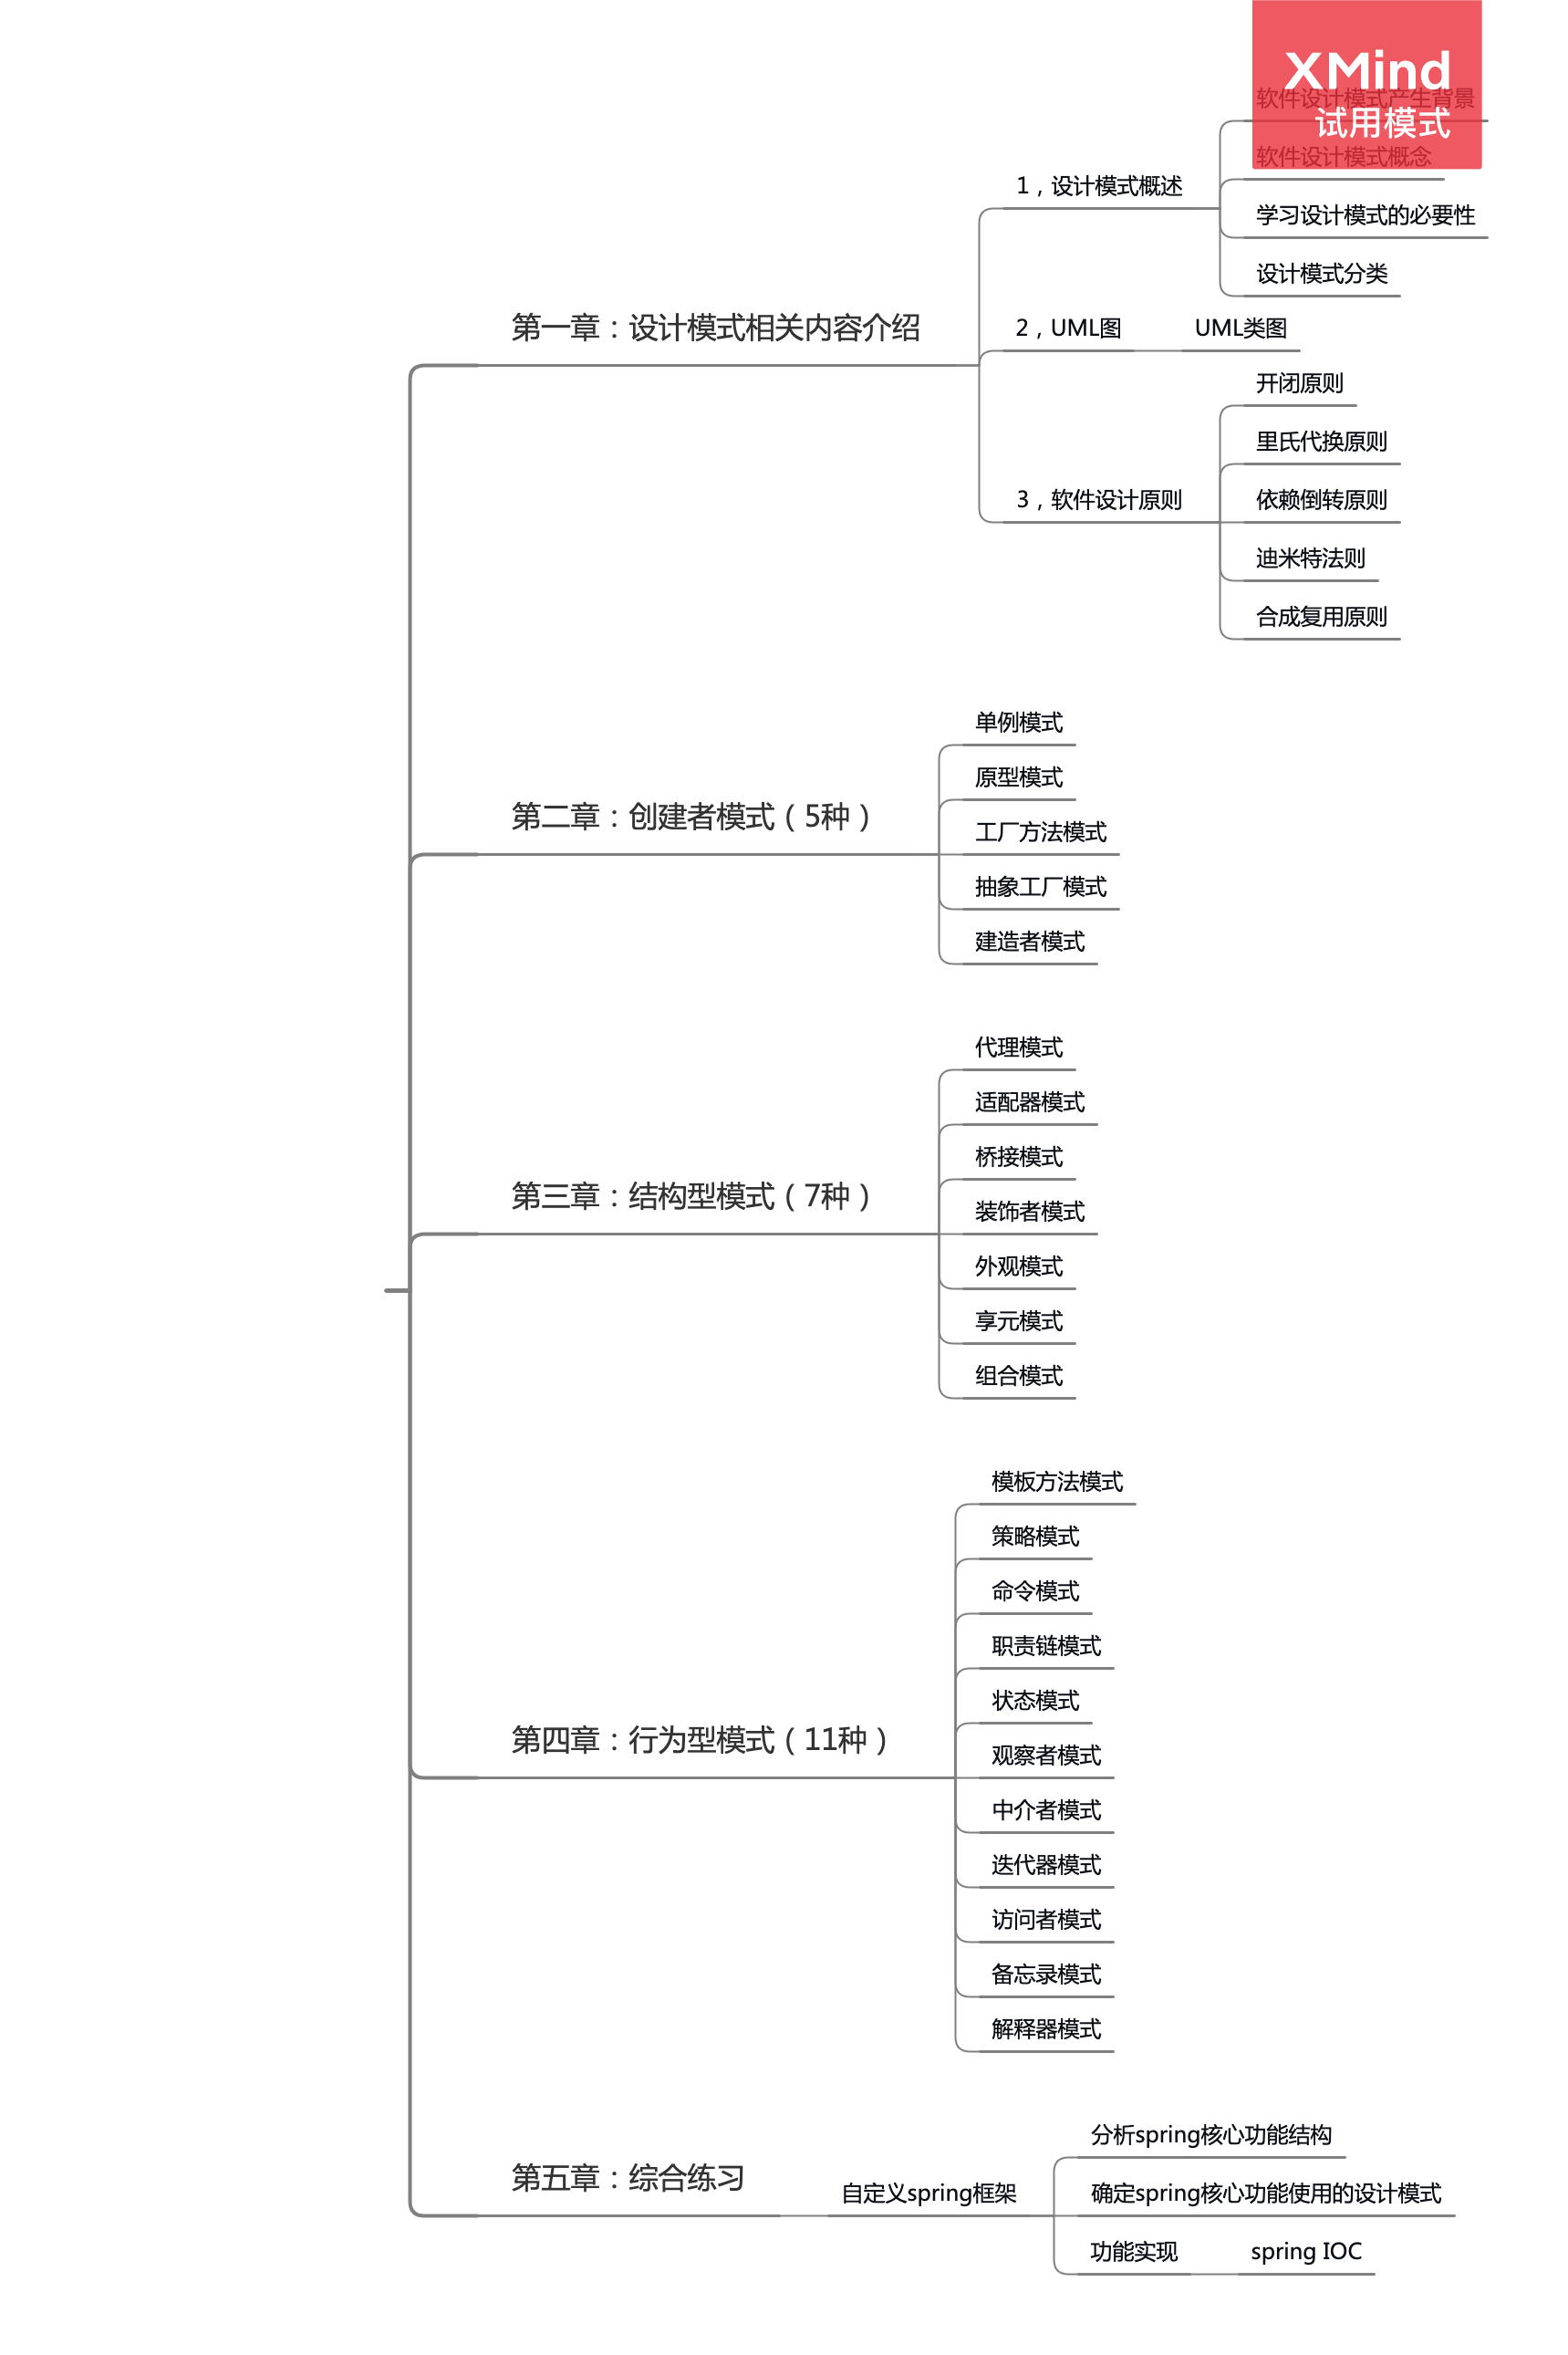 XMind
试用模式
软件设计模式产生背景
软件设计模式概念
1，设计模式概述
学习设计模式的必要性
设计模式分类
第一章：设计模式相关内容介绍
2，UML图
UML类图
开闭原则
里氏代换原则
3，软件设计原则
依赖倒转原则
迪米特法则
合成复用原则
单例模式
原型模式
第二章：创建者模式（5种）
工厂方法模式
抽象工厂模式
建造者模式
代理模式
适配器模式
桥接模式
第三章：结构型模式（7种）
装饰者模式
外观模式
享元模式
组合模式
模板方法模式
策略模式
命令模式
职责链模式
状态模式
第四章：行为型模式（11种）
观察者模式
中介者模式
迭代器模式
访问者模式
备忘录模式
解释器模式
分析spring核心功能结构
第五章：综合练习
自定义spring框架
确定spring核心功能使用的设计模式
功能实现
spring IOC